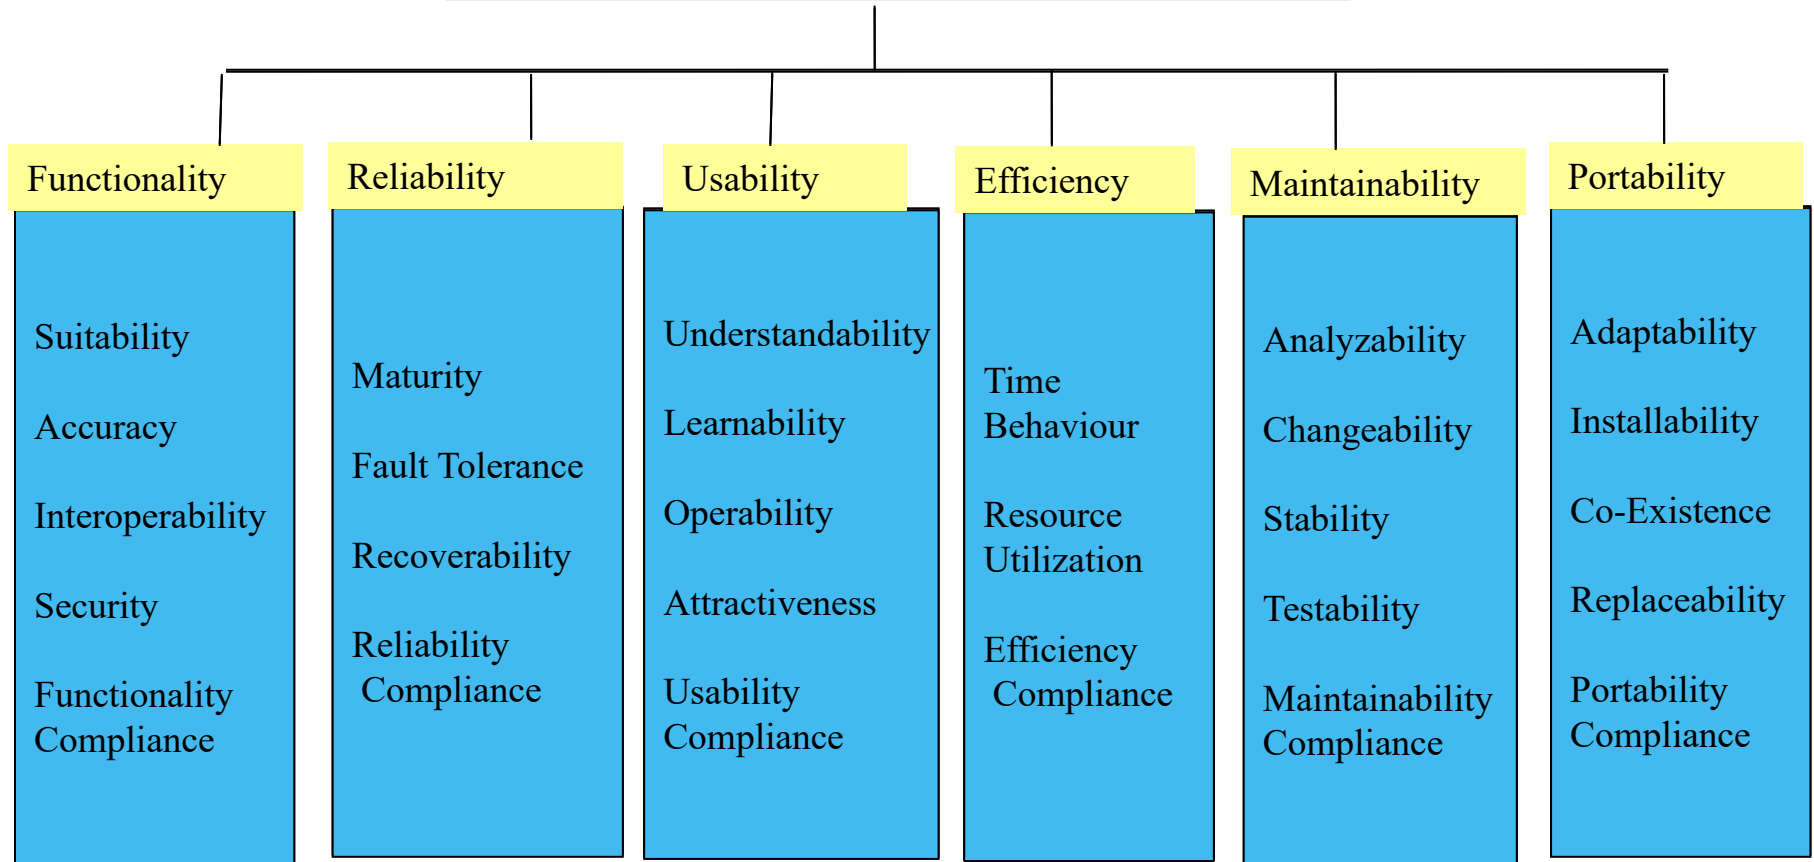 Functionality
Suitability
Accuracy
Interoperability
Security
Functionality
Compliance
Reliability
Maturity
Fault Tolerance
Recoverability
Reliability
Compliance
Usability
Understandability
Learnability
Operability
Attractiveness
Usability
Compliance
Efficiency
Time
Behaviour
Resource
Utilization
Efficiency
Compliance
Maintainability
Analyzability
Changeability
Stability
Testability
Maintainability
Compliance
Portability
Adaptability
Installability
Co-Existence
Replaceability
Portability
Compliance